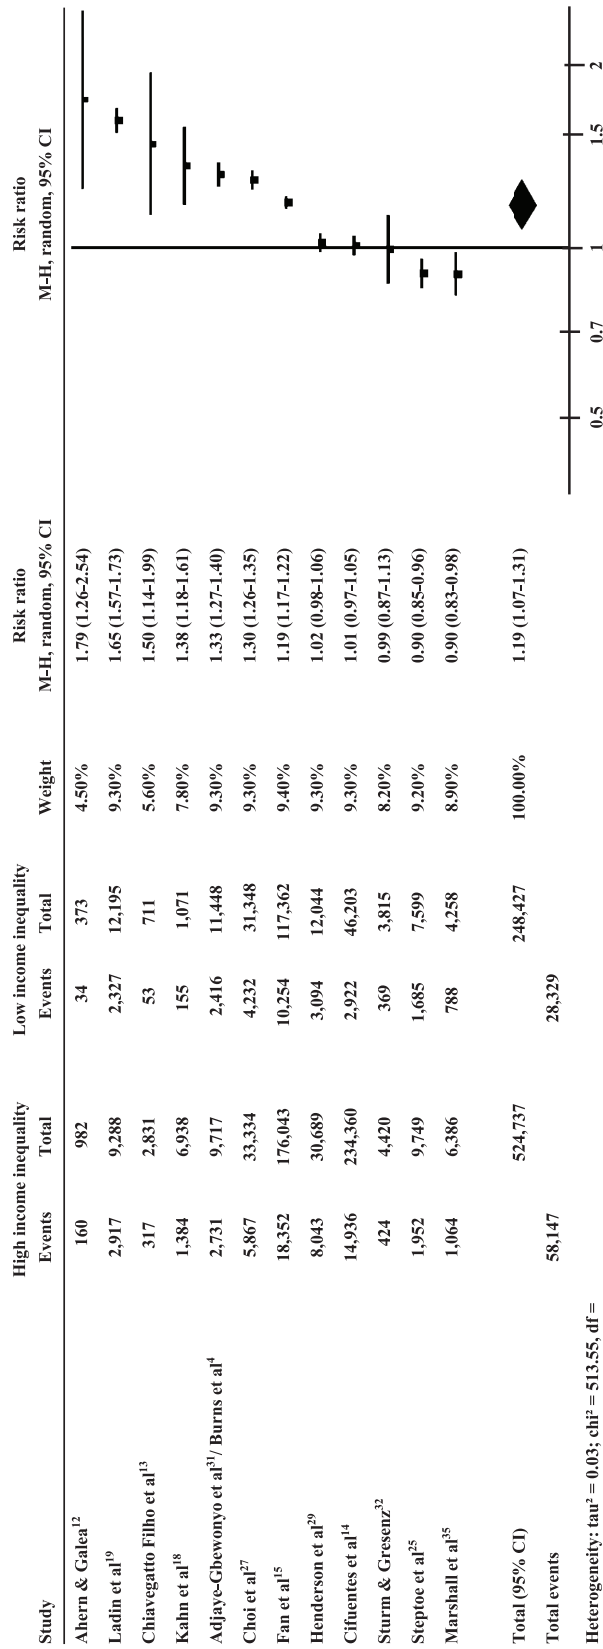 High income inequality Low income inequality Risk ratio Risk ratio
Study Events Total Events Total Weight M-H, random, 95% CI M-H, random, 95% CI
Ahern & Galea12 160 982 34 373 4.50% 1.79 (1.26-2.54)
Ladin et al19 2,917 9,288 2,327 12,195 9.30% 1.65 (1.57-1.73)
Chiavegatto Filho et al13 317 2,831 53 711 5.60% 1.50 (1.14-1.99)
Kahn et al18 1,384 6,938 155 1,071 7.80% 1.38 (1.18-1.61)
Adjaye-Gbewonyo et al31/ Burns et al4 2,731 9,717 2,416 11,448 9.30% 1.33 (1.27-1.40)
Choi et al27 5,867 33,334 4,232 31,348 9.30% 1.30 (1.26-1.35)
Fan et al15 18,352 176,043 10,254 117,362 9.40% 1.19 (1.17-1.22)
Henderson et al29 8,043 30,689 3,094 12,044 9.30% 1.02 (0.98-1.06)
Cifuentes et al14 14,936 234,360 2,922 46,203 9.30% 1.01 (0.97-1.05)
Sturm & Gresenz32 424 4,420 369 3,815 8.20% 0.99 (0.87-1.13)
Steptoe et al25 1,952 9,749 1,685 7,599 9.20% 0.90 (0.85-0.96)
Marshall et al35 1,064 6,386 788 4,258 8.90% 0.90 (0.83-0.98)
Total (95% CI) 524,737 248,427 100.00% 1.19 (1.07-1.31)
Total events 58,147 28,329
Heterogeneity: tau² = 0.03; chi² = 513.55, df =
0.5 0.7 1 1.5 2